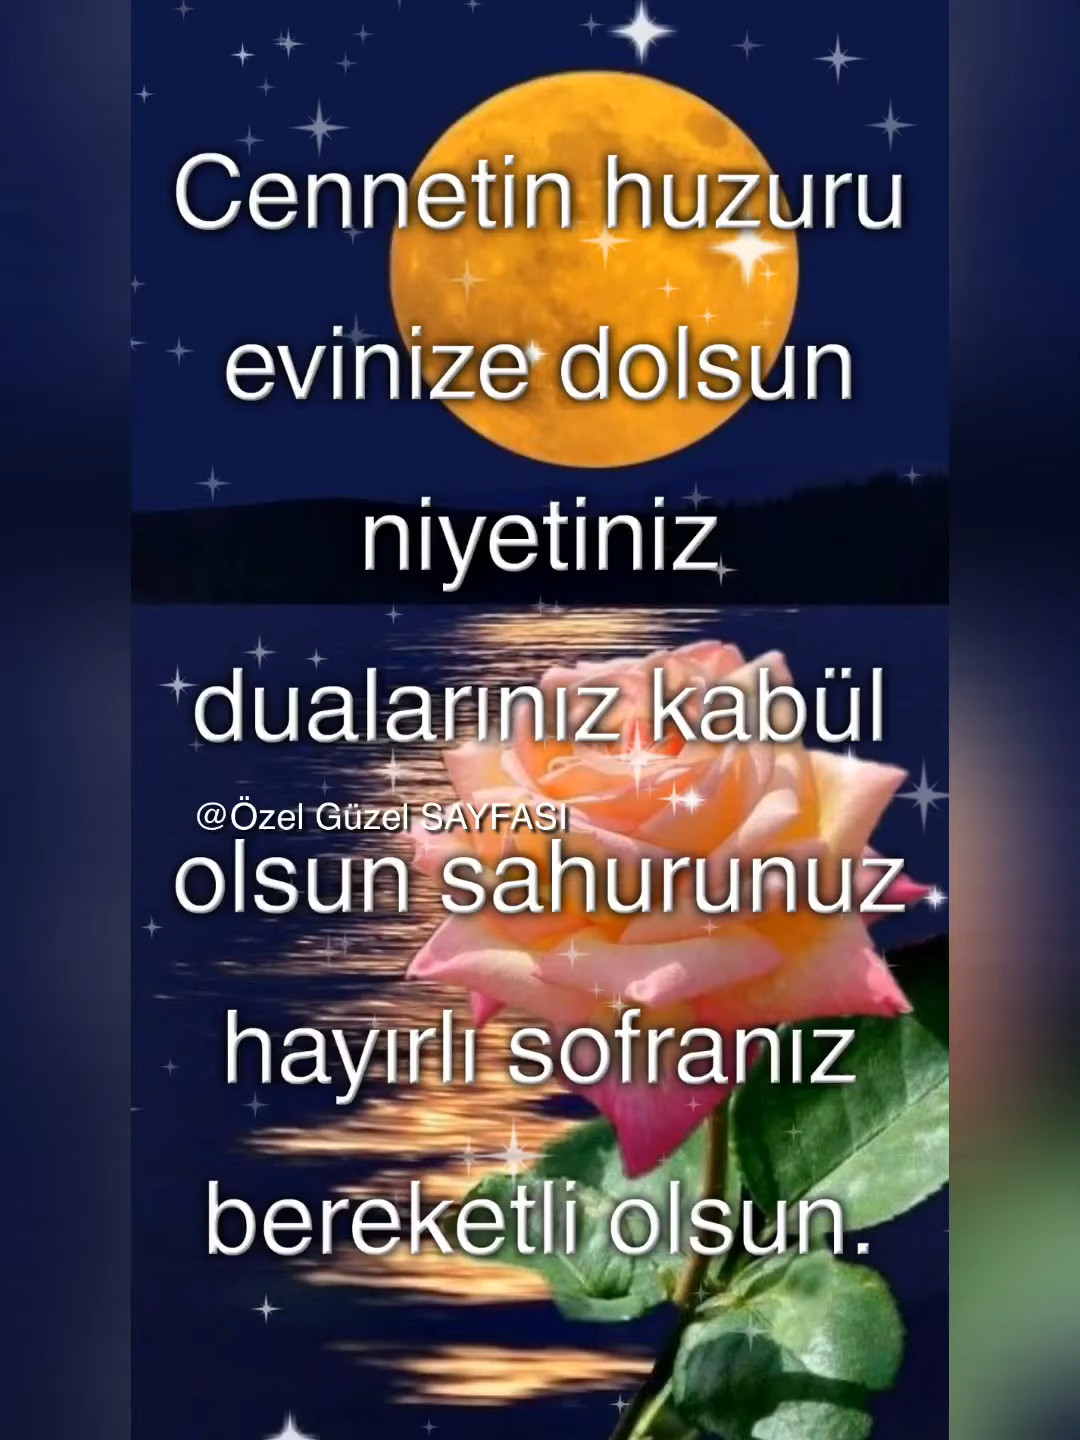 Cennetin huzuru
evinize dolsun
niyetiniz
dualarınız kabül
@Özel Güzel SAYFASI
olsun sahurunuz
hayırlı sofranız
bereketli olsun.